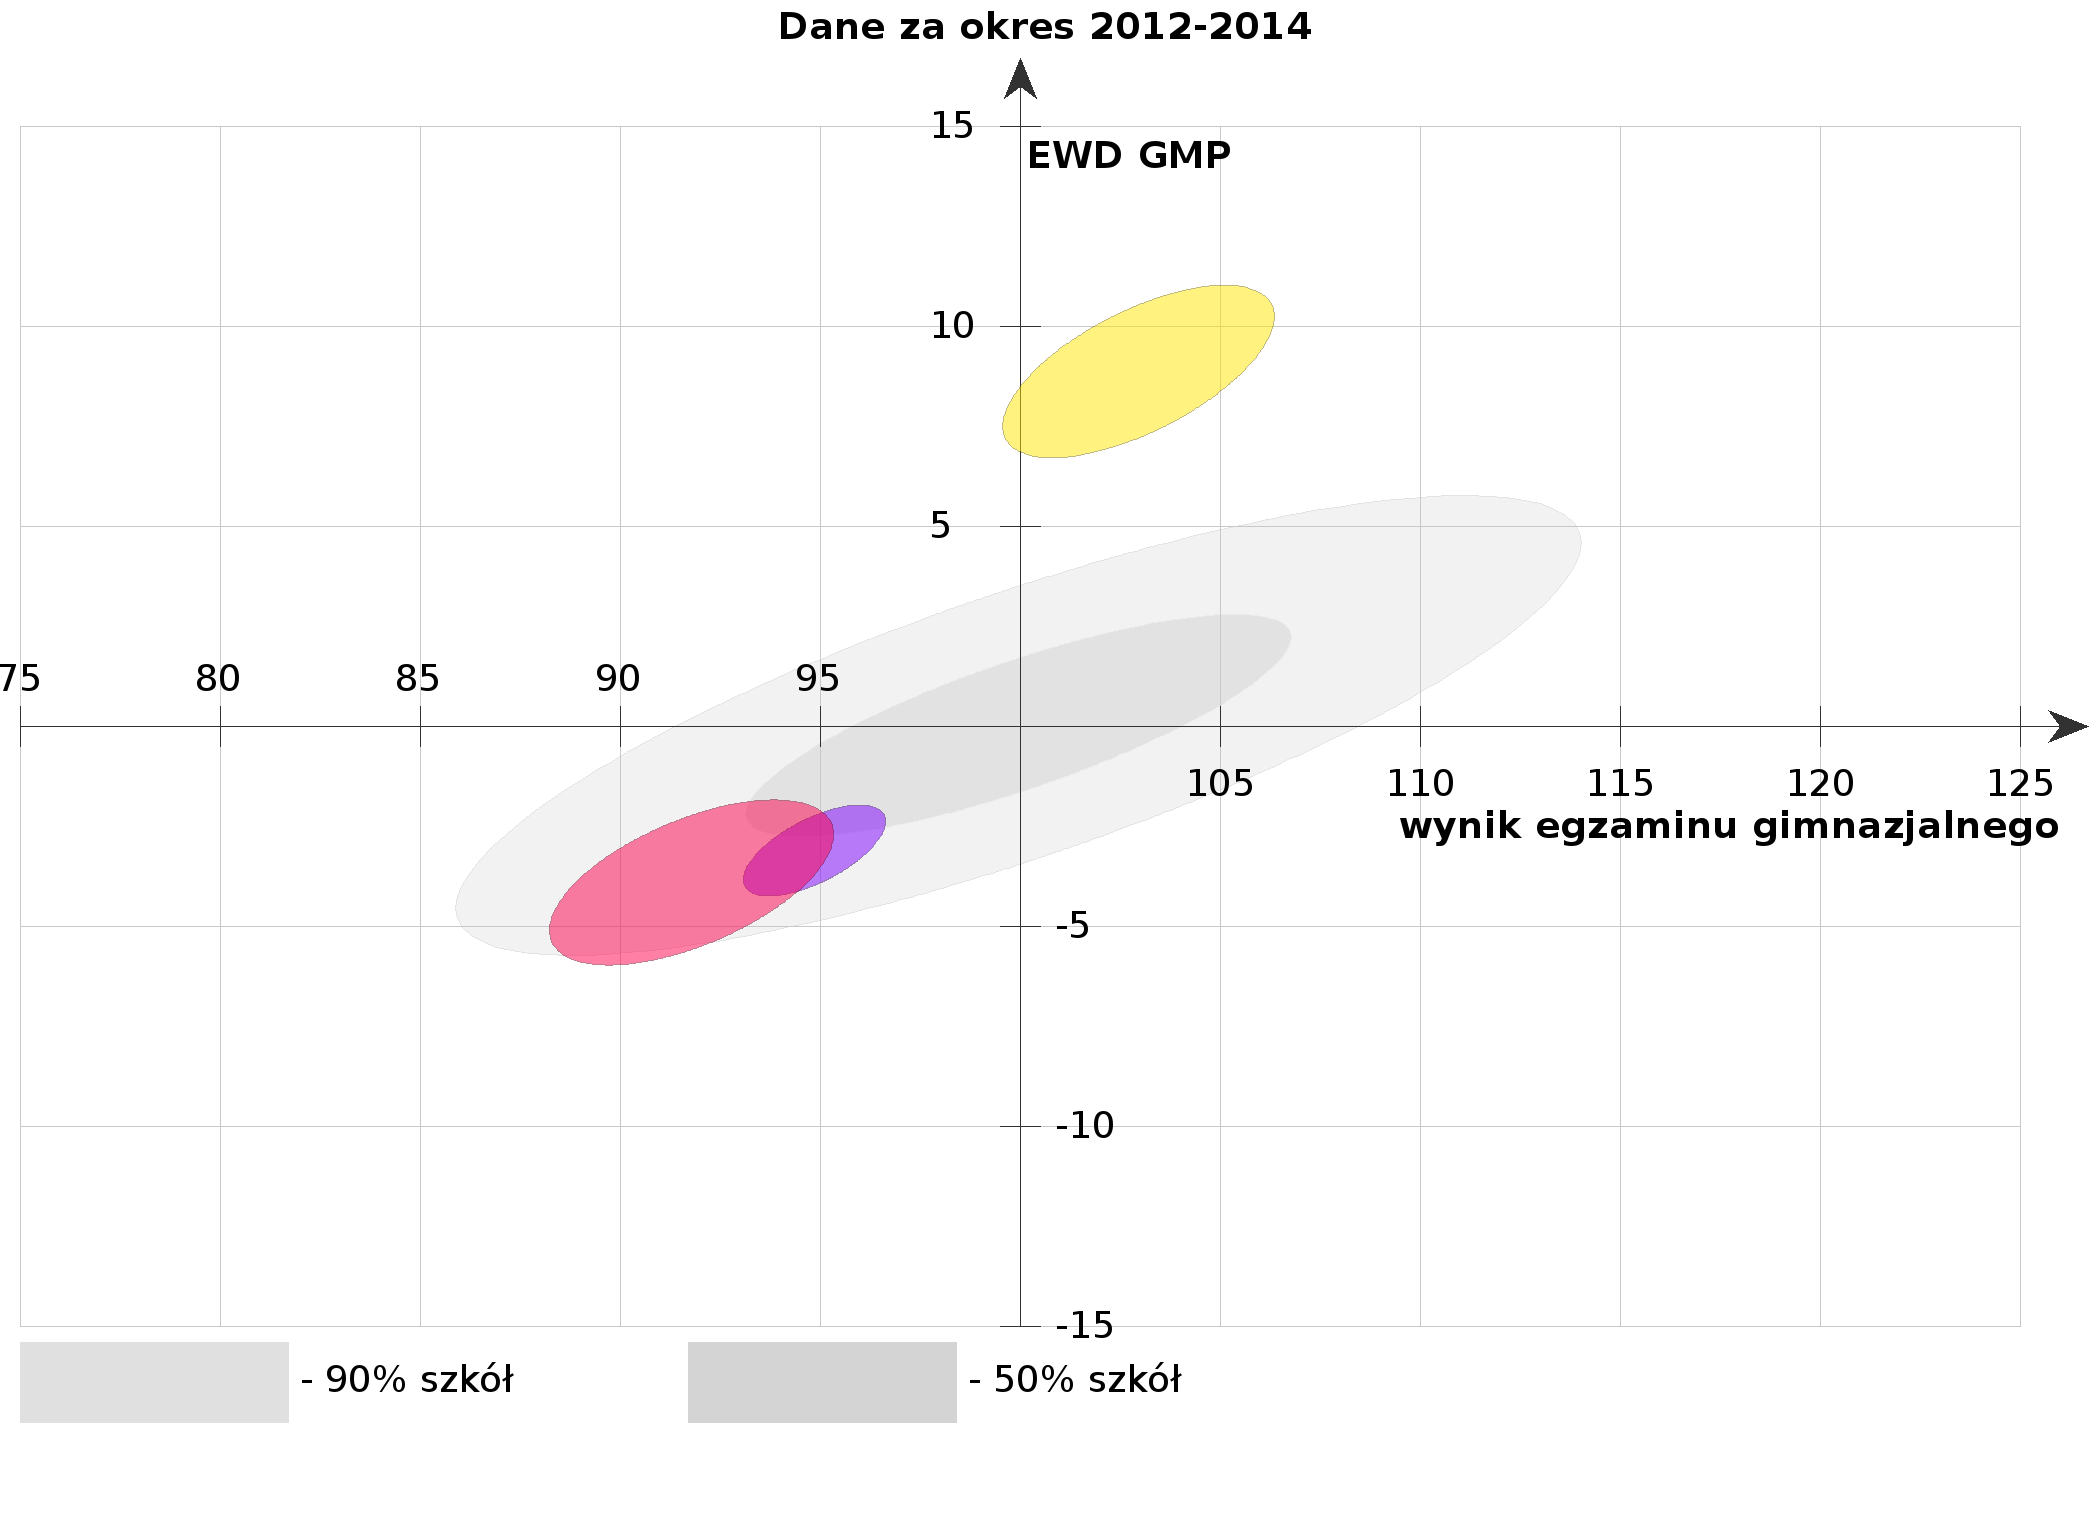 Dane za okres 2012-2014
15
EWD GMP
10
5
75 80 85 90 95
105 110 115 120 125
wynik egzaminu gimnazjalnego
-5
-10
-15
- 90% szkół - 50% szkół